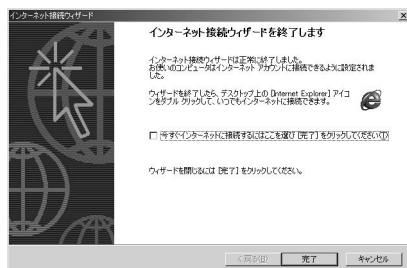 インターネット接続ウィザード
インターネット接続ウィザードを終了します
インターネット接続ウィザードは正常に終了しました。
お使いのコンピュータはインターネット アカウントに接続できるように設定されま
した。
ウィザードを終了したら、デスクトップ上の [Internet Explorer] アイコ
ンをダブル クリックして、いつでもインターネットに接続できます。
今すぐインターネットに接続するにはここを選び [完了] をクリックしてください(T)
ウィザードを閉じるには [完了] をクリックしてください。
< 戻る(B)
完了
キャンセル